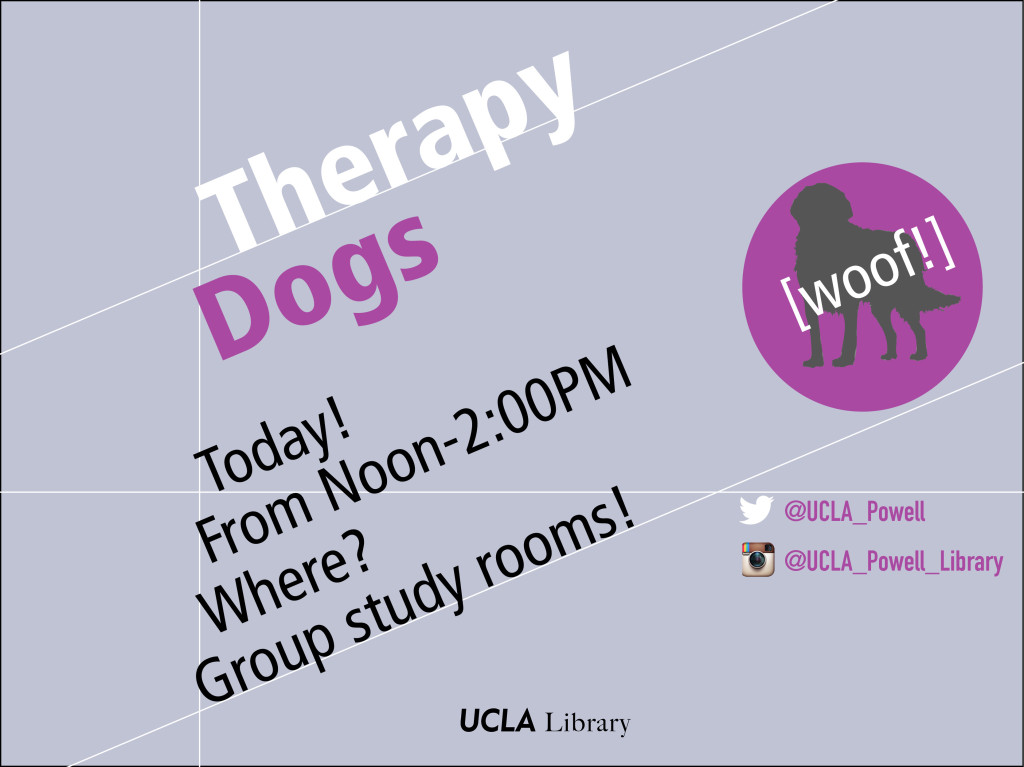 Therapy
Dogs
[woof!]
Today!
From Noon-2:00PM
Where?
Group study rooms!
@UCLA_Powell
@UCLA_Powell_Library
UCLA Library